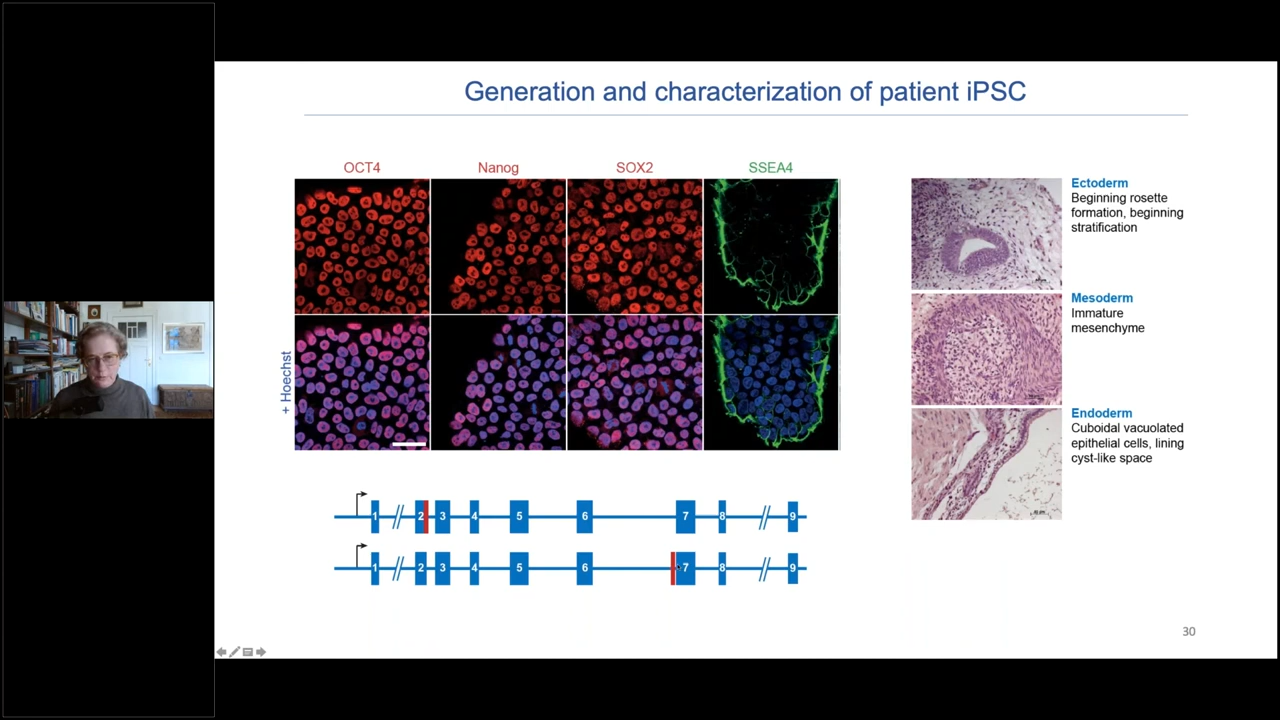 Generation and characterization of patient iPSC
OCT4
Nanog
SOX2
SSEA4
+ Hoechst
Ectoderm
Beginning rosette
formation, beginning
stratification
Mesoderm
Immature
mesenchyme
Endoderm
Cuboidal vacuolated
epithelial cells, lining
cyst-like space
1 2 3 4 5 6 7 8 9
1 2 3 4 5 6 7 8 9
30